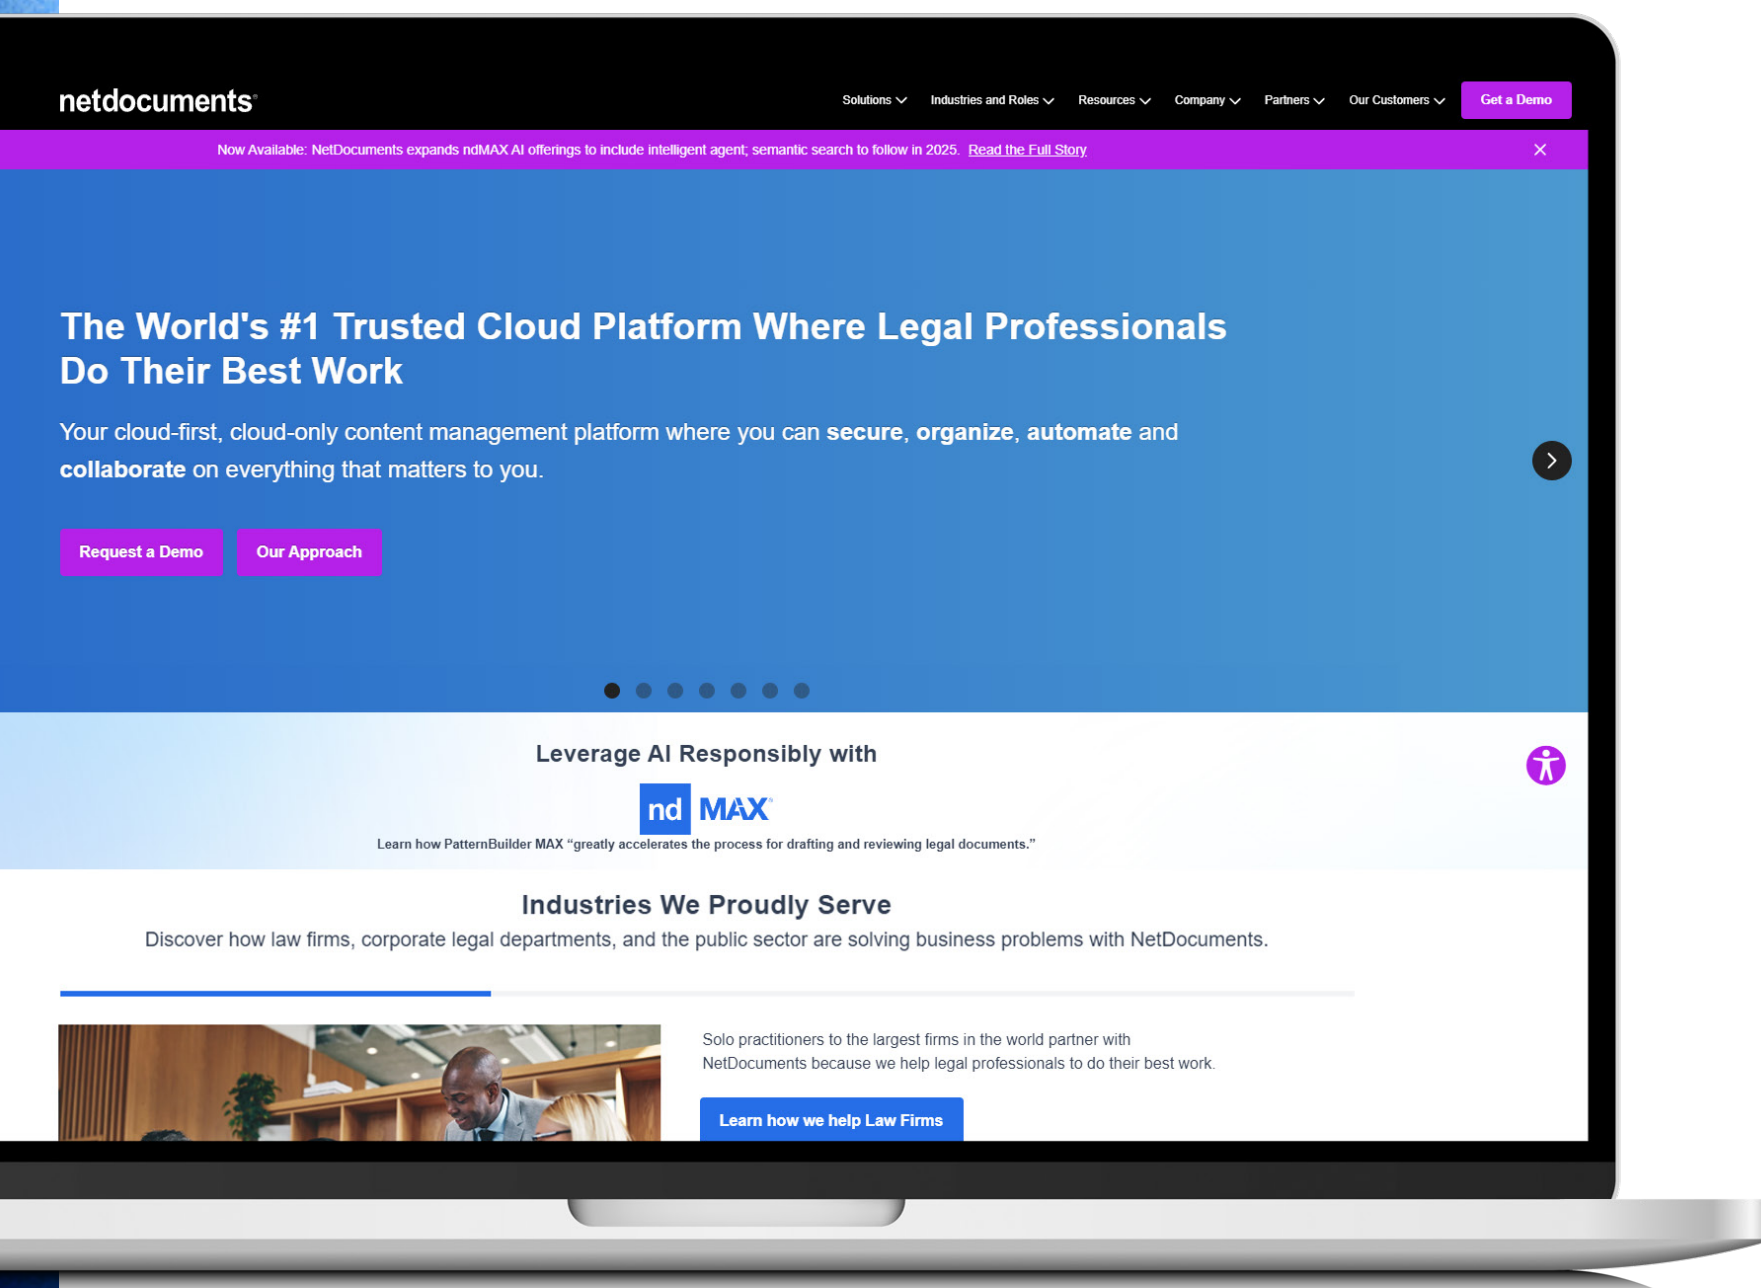 netdocuments®
Solutions
Industries and Roles
Resources
Company
Partners
Our Customers
Get a Demo
Now Available: NetDocuments expands ndMAX AI offerings to include intelligent agent; semantic search to follow in 2025. Read the Full Story
The World's #1 Trusted Cloud Platform Where Legal Professionals
Do Their Best Work
Your cloud-first, cloud-only content management platform where you can secure, organize, automate and
collaborate on everything that matters to you.
Request a Demo
Our Approach
Leverage AI Responsibly with
nd MAX®
Learn how PatternBuilder MAX “greatly accelerates the process for drafting and reviewing legal documents.”
Industries We Proudly Serve
Discover how law firms, corporate legal departments, and the public sector are solving business problems with NetDocuments.
Solo practitioners to the largest firms in the world partner with
NetDocuments because we help legal professionals to do their best work.
Learn how we help Law Firms